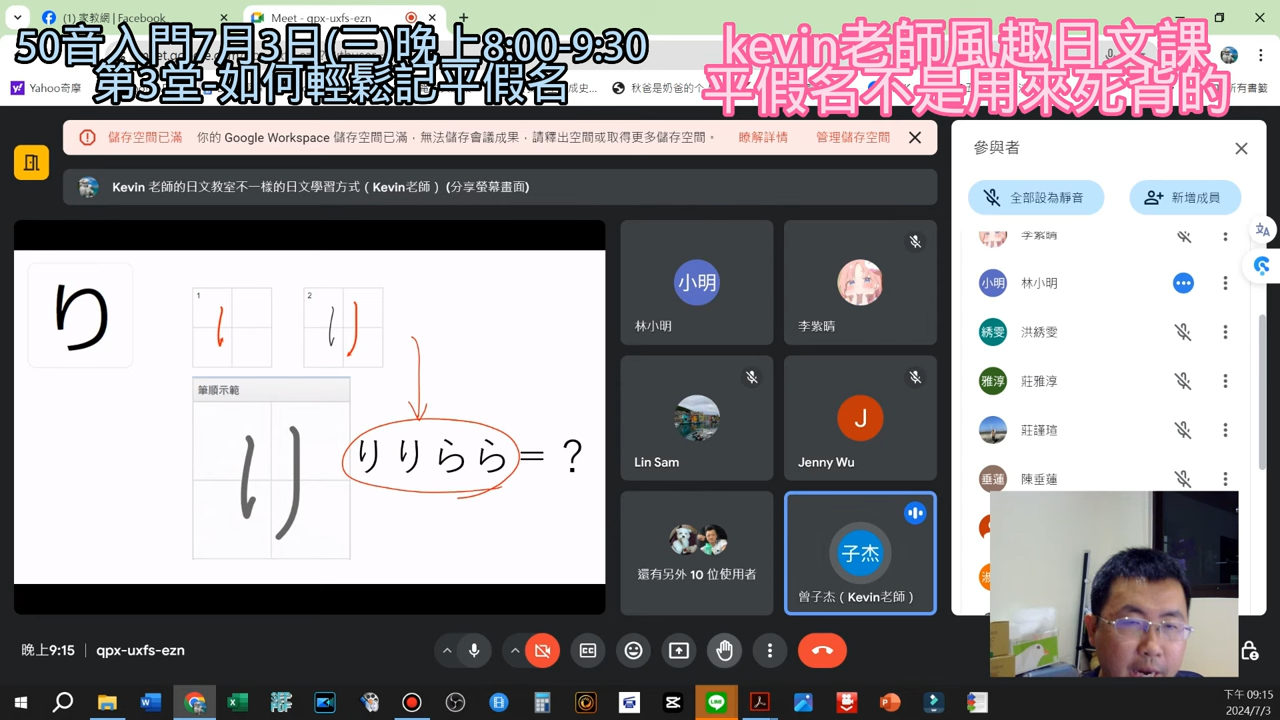 (1) 家教網 | Facebook
Meet - qpx-uxfs-ezn
50音入門7月3日(三)晚上8:00-9:30
第3堂-如何輕鬆記平假名
kevin老師風趣日文課
平假名不是用來死背的
Yahoo奇摩
秋爸是奶爸的个
所有書籤
儲存空間已滿 你的 Google Workspace 儲存空間已滿，無法儲存會議成果，請釋出空間或取得更多儲存空間。 瞭解詳情 管理儲存空間
Kevin 老師的日文教室不一樣的日文學習方式 ( Kevin老師 ) (分享螢幕畫面)
り
1
2
筆順示範
り
りりらら＝？
小明
林小明
李紫晴
Lin Sam
J
Jenny Wu
還有另外 10 位使用者
子杰
曾子杰 ( Kevin老師 )
參與者
全部設為靜音
新增成員
李紫晴
小明 林小明
綉雯 洪綉雯
雅淳 莊雅淳
莊謹瑄
垂蓮 陳垂蓮
晚上9:15 | qpx-uxfs-ezn
下午 09:15
2024/7/3